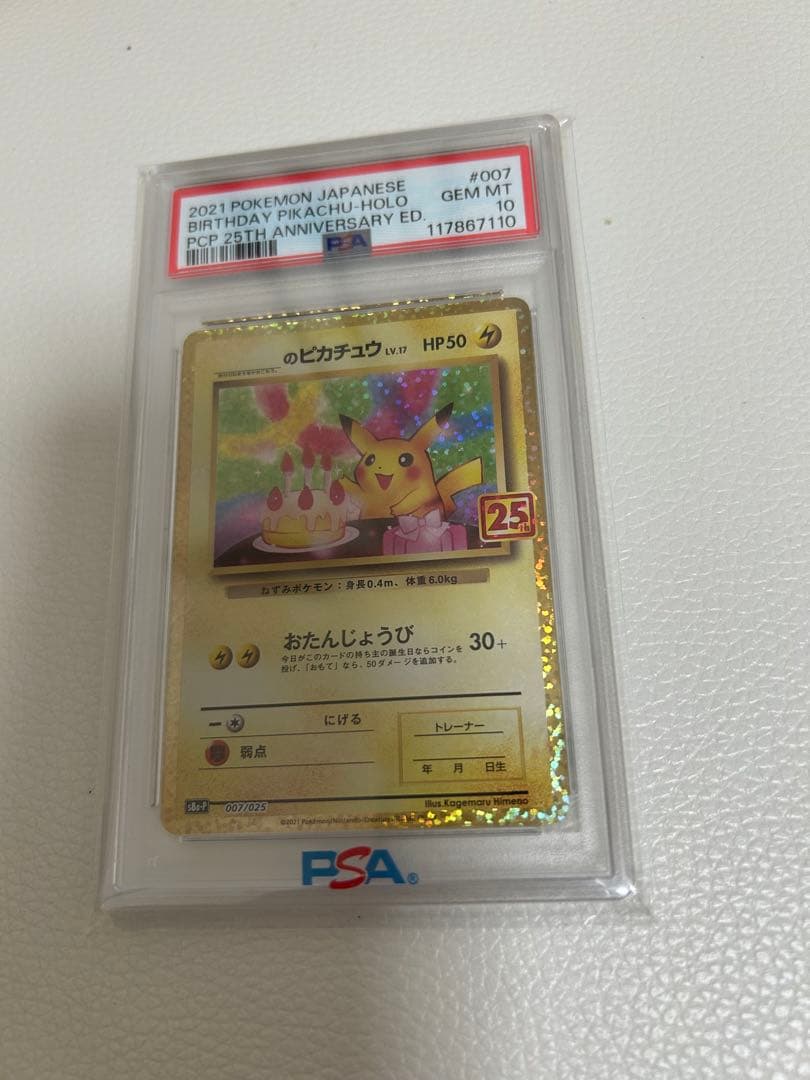 2021 POKEMON JAPANESE #007
BIRTHDAY PIKACHU-HOLO GEM MT
PCP 25TH ANNIVERSARY ED. 10
117867110
PSA
のピカチュウ LV.17 HP50
25th
ねずみポケモン：身長0.4m、体重6.0kg
おたんじょうび 30+
今日がこのカードの持ち主の誕生日ならコインを
投げ、「おもて」なら、50ダメージを追加する。
にげる
弱点
トレーナー
年 月 日生
s8a-P 007/025
Illus. Kagemaru Himeno
©2021 Pokémon/Nintendo/Creatures
PSA®